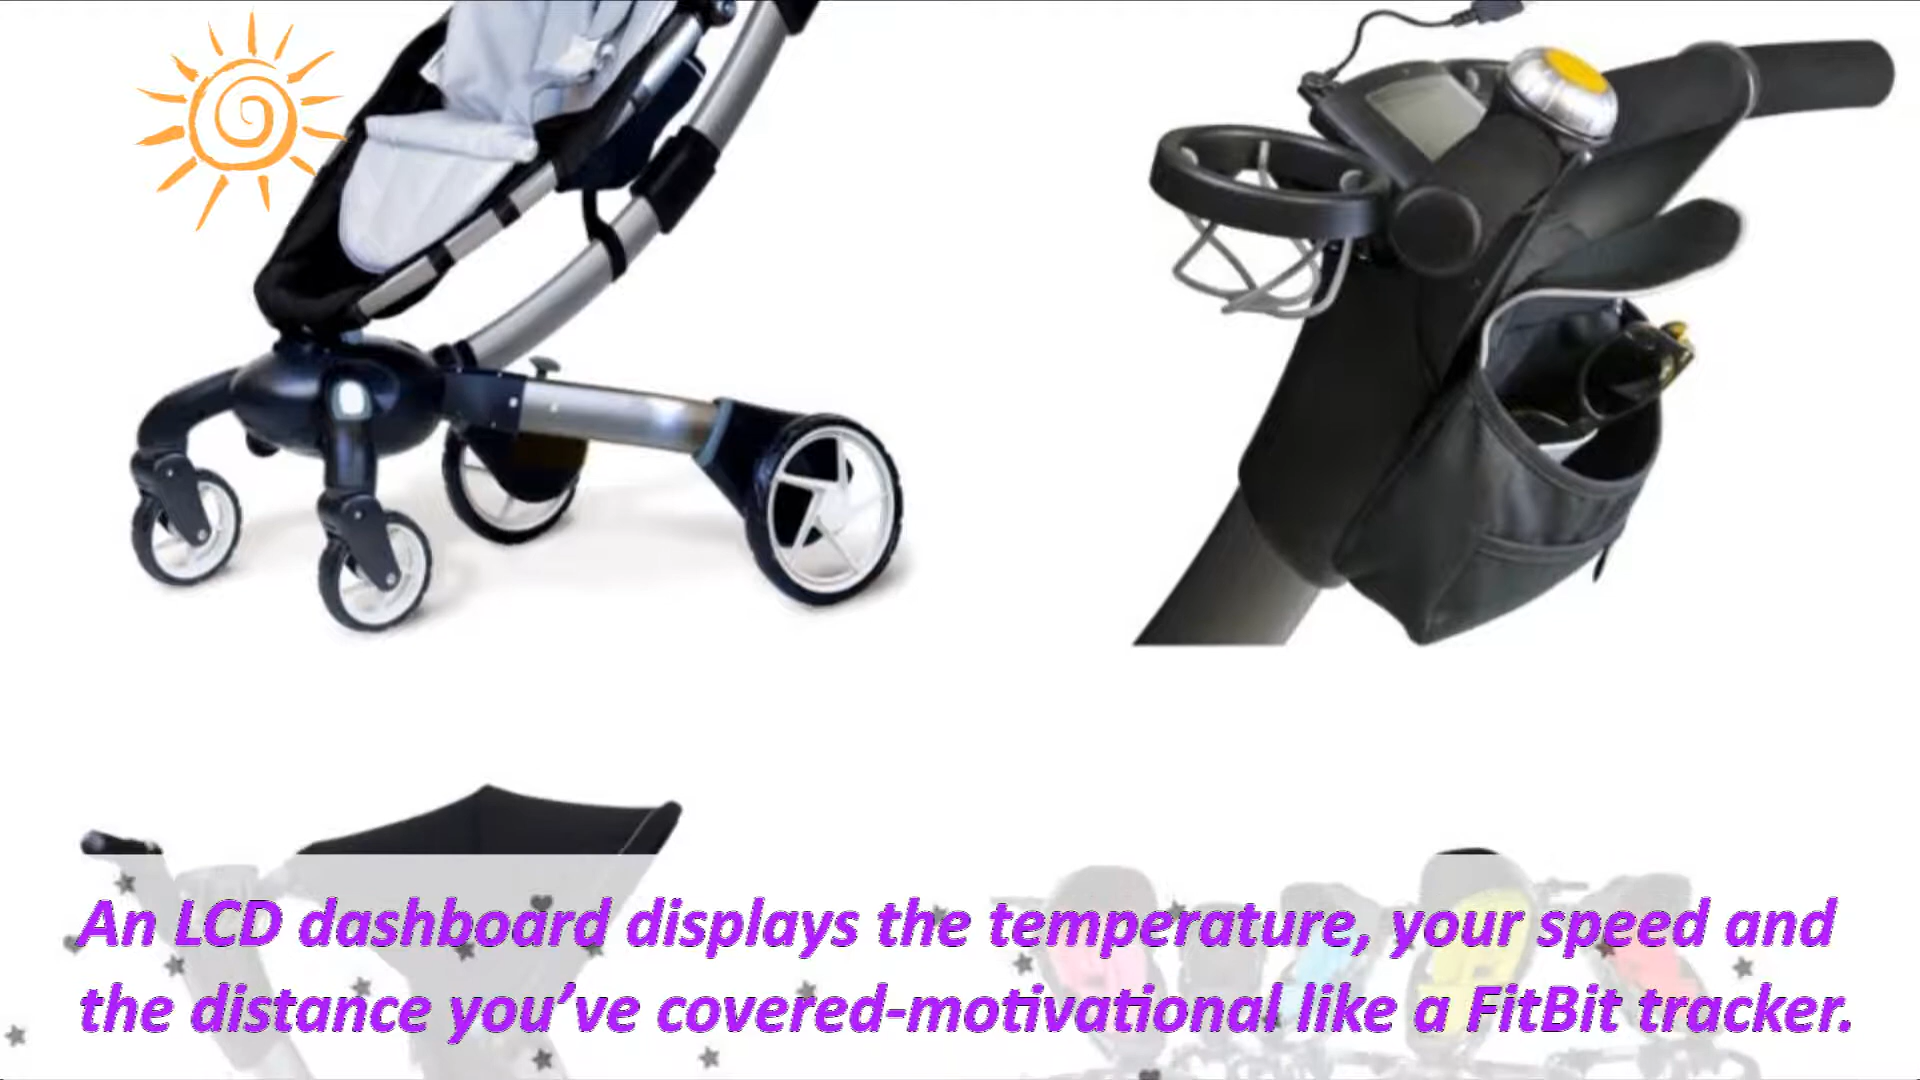 An LCD dashboard displays the temperature, your speed and
the distance you’ve covered-motivational like a FitBit tracker.